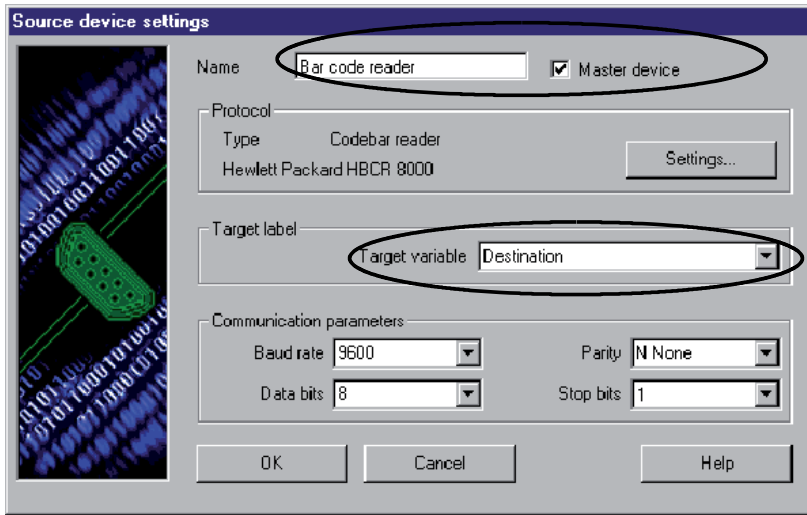 Source device settings
Name Bar code reader Master device
Protocol
Type Codebar reader
Hewlett Packard HBCR 8000
Settings...
Target label
Target variable Destination
Communication parameters
Baud rate 9600 Parity N None
Data bits 8 Stop bits 1
OK Cancel Help